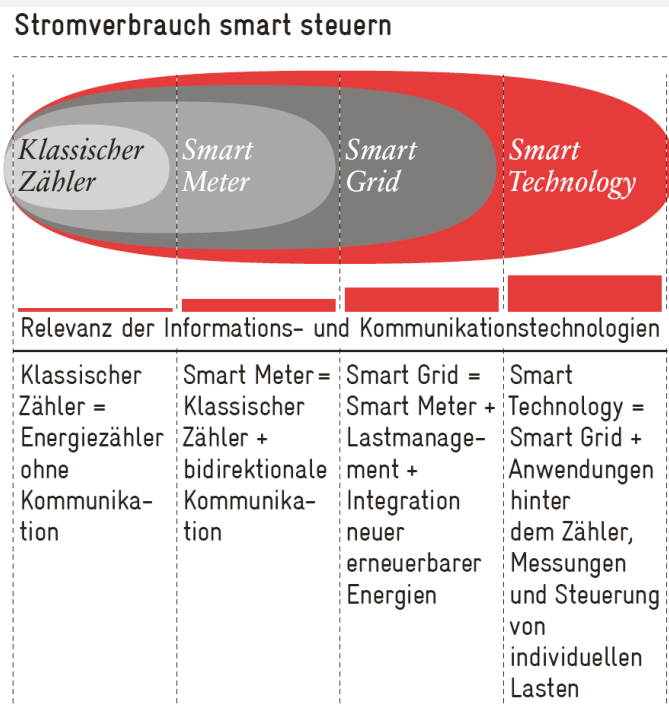 Stromverbrauch smart steuern
Klassischer
Zähler
Smart
Meter
Smart
Grid
Smart
Technology
Relevanz der Informations- und Kommunikationstechnologien
Klassischer
Zähler =
Energiezähler
ohne
Kommunika-
tion
Smart Meter =
Klassischer
Zähler +
bidirektionale
Kommunika-
tion
Smart Grid =
Smart Meter +
Lastmanage-
ment +
Integration
neuer
erneuerbarer
Energien
Smart
Technology =
Smart Grid +
Anwendungen
hinter
dem Zähler,
Messungen
und Steuerung
von
individuellen
Lasten